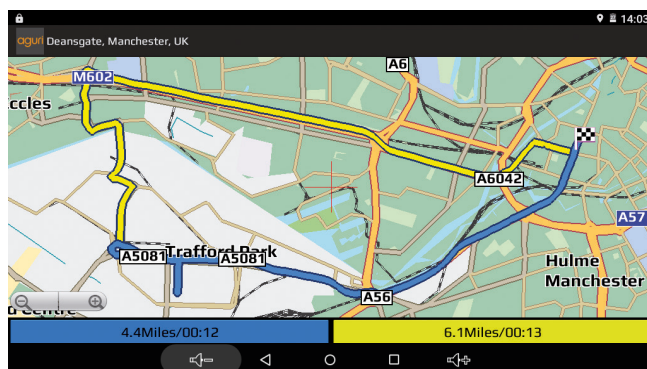 14:03
aguri Deansgate, Manchester, UK
A6
M602
ccles
A6042
A57
A5081
Trafford Park
A5081
Hulme
A56
Manchester
d Centre
4.4Miles/00:12
6.1Miles/00:13